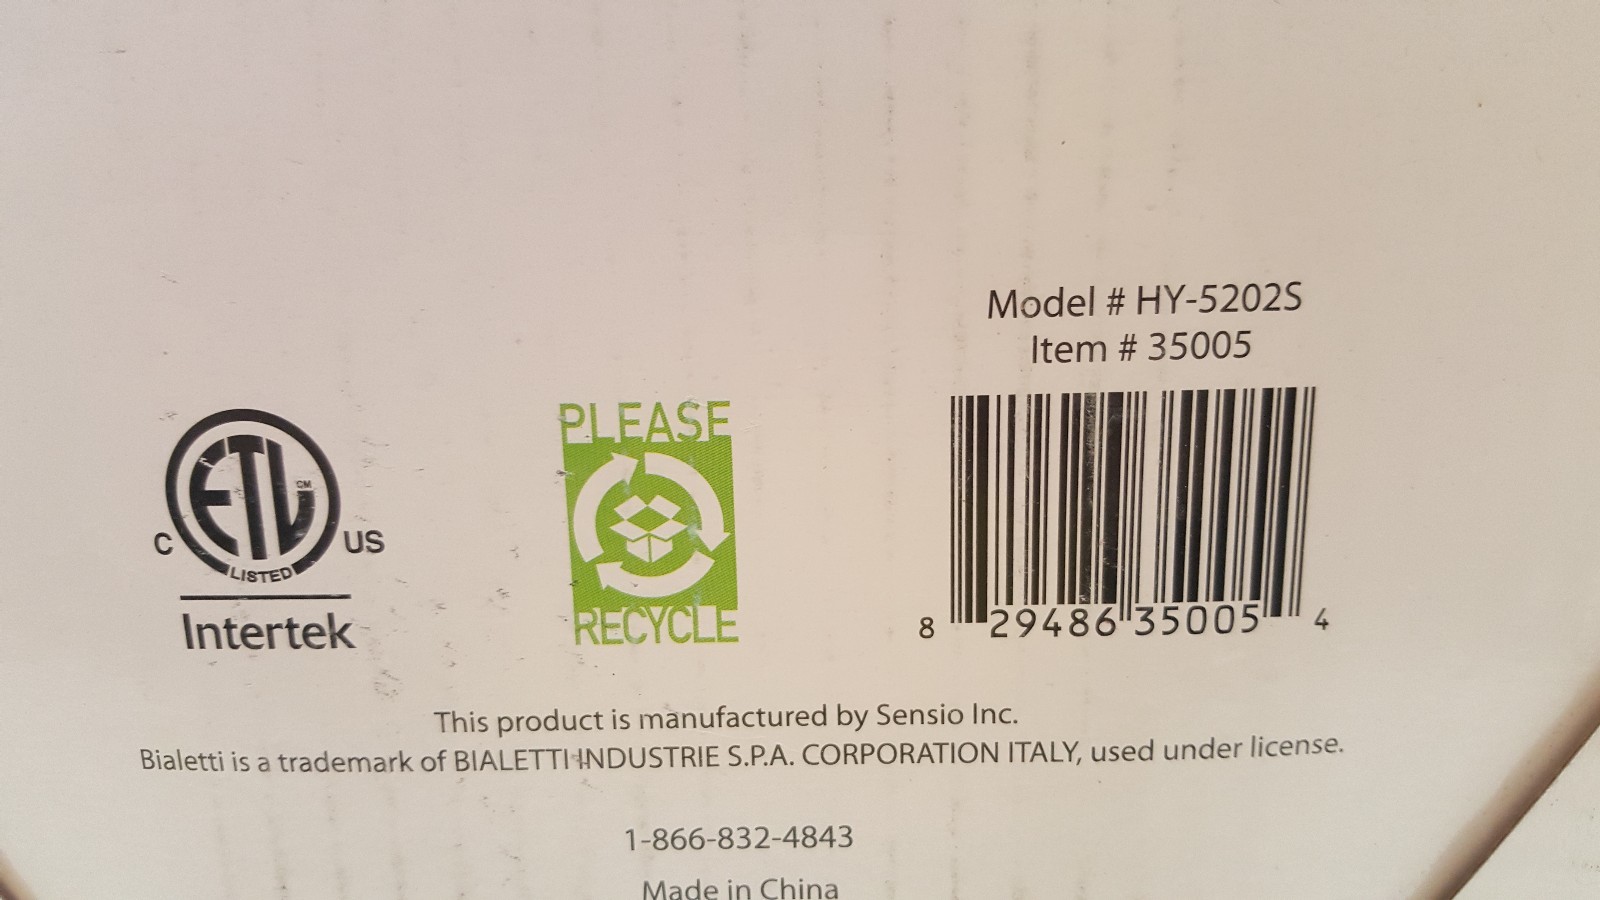 Model # HY-5202S
Item # 35005
ETL CM
C US
LISTED
Intertek
PLEASE
RECYCLE
8 29486 35005 4
This product is manufactured by Sensio Inc.
Bialetti is a trademark of BIALETTI INDUSTRIE S.P.A. CORPORATION ITALY, used under license.
1-866-832-4843
Made in China